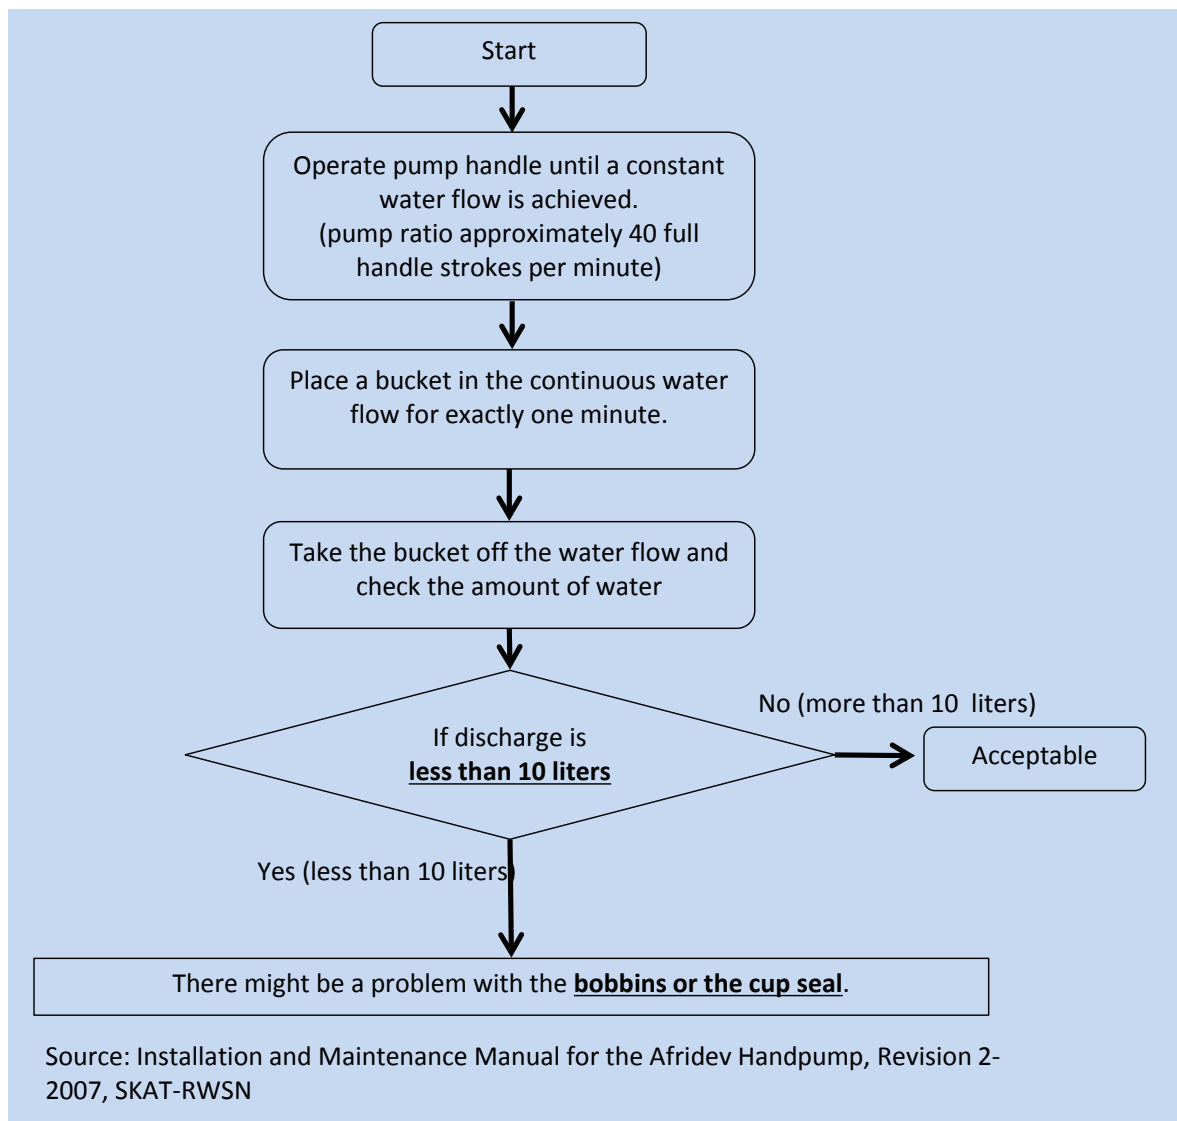 Start
Operate pump handle until a constant
water flow is achieved.
(pump ratio approximately 40 full
handle strokes per minute)
Place a bucket in the continuous water
flow for exactly one minute.
Take the bucket off the water flow and
check the amount of water
No (more than 10 liters)
If discharge is
less than 10 liters
Acceptable
Yes (less than 10 liters)
There might be a problem with the bobbins or the cup seal.
Source: Installation and Maintenance Manual for the Afridev Handpump, Revision 2-
2007, SKAT-RWSN